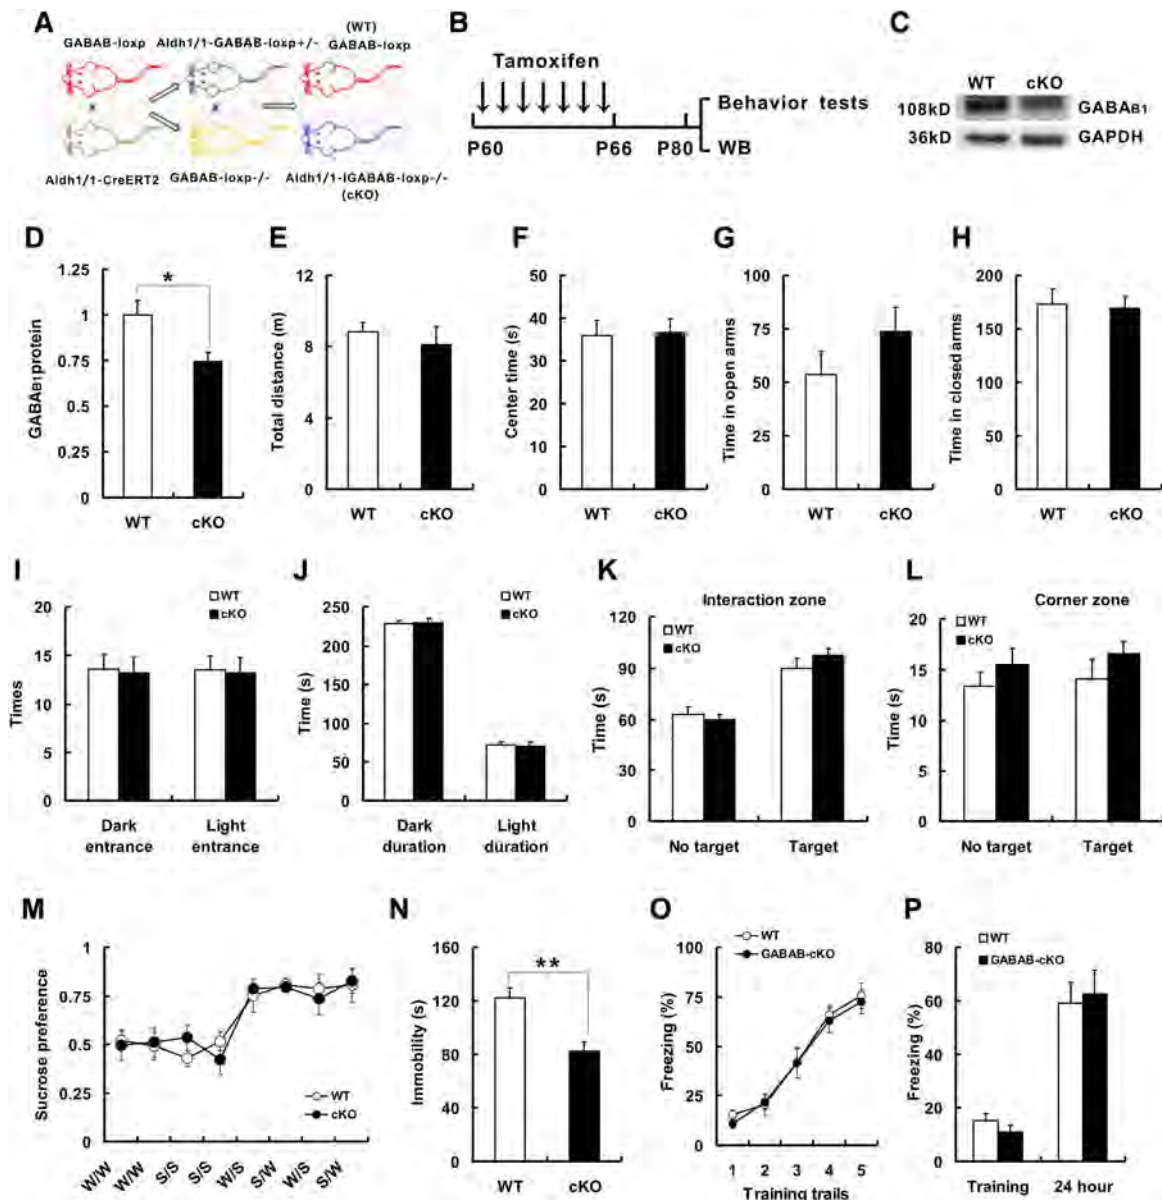 A
(WT)
GABAB-loxp Aldh1/1-GABAB-loxp+/- GABAB-loxp
x x
Aldh1/1-CreERT2 GABAB-loxp-/- Aldh1/1-IGABAB-loxp-/-
(cKO)
B
Tamoxifen
Behavior tests
P60 P66 P80 WB
C
WT cKO
108kD GABAB1
36kD GAPDH
D
GABAB1protein
1.25
*
1
0.75
0.5
0.25
0
WT cKO
E
Total distance (m)
12
8
4
0
WT cKO
F
Center time (s)
50
40
30
20
10
0
WT cKO
G
Time in open arms
100
75
50
25
0
WT cKO
H
Time in closed arms
200
150
100
50
0
WT cKO
I
Times
20
15
10
5
0
WT
cKO
Dark Light
entrance entrance
J
Time (s)
250
200
150
100
50
0
WT
cKO
Dark Light
duration duration
K
Interaction zone
Time (s)
120
90
60
30
0
WT
cKO
No target Target
L
Corner zone
Time (s)
20
15
10
5
0
WT
cKO
No target Target
M
Sucrose preference
1
0.75
0.5
0.25
0
WT
cKO
W/W W/W S/S S/S W/S S/W W/S S/W
N
Immobility (s)
160
**
120
80
40
0
WT cKO
O
Freezing (%)
100
75
50
25
0
WT
GABAB-cKO
1 2 3 4 5
Training trails
P
Freezing (%)
80
60
40
20
0
WT
GABAB-cKO
Training 24 hour